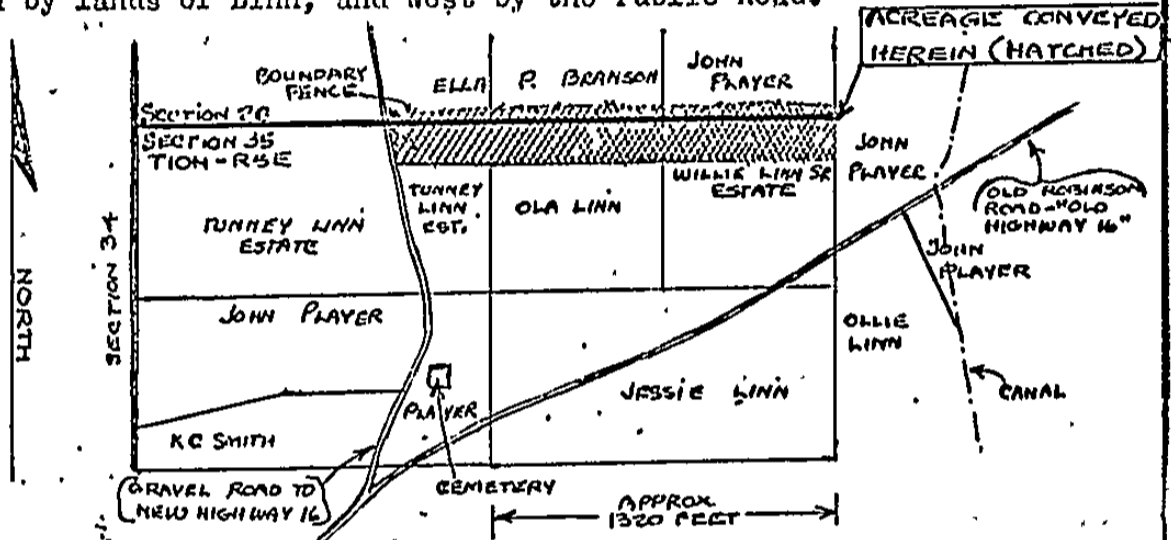 by lands of Linn, and West by the Public Road.
ACREAGE CONVEYED
HEREIN (HATCHED)
BOUNDARY
FENCE
ELLA P. BRANSON
JOHN
PLAYER
SECTION
SECTION 35
TION-R5E
SECTION 34
NORTH
TUNNEY LINN
ESTATE
TUNNEY
LINN
EST.
OLA LINN
WILLIE LINN SR
ESTATE
JOHN
PLAYER
OLD ROBINSON
ROAD-"OLD
HIGHWAY 16"
JOHN
PLAYER
JOHN PLAYER
OLLIE
LINN
PLAYER
JESSIE LINN
CANAL
KC SMITH
GRAVEL ROAD TO
NEW HIGHWAY 16
CEMETERY
APPROX
1320 FEET